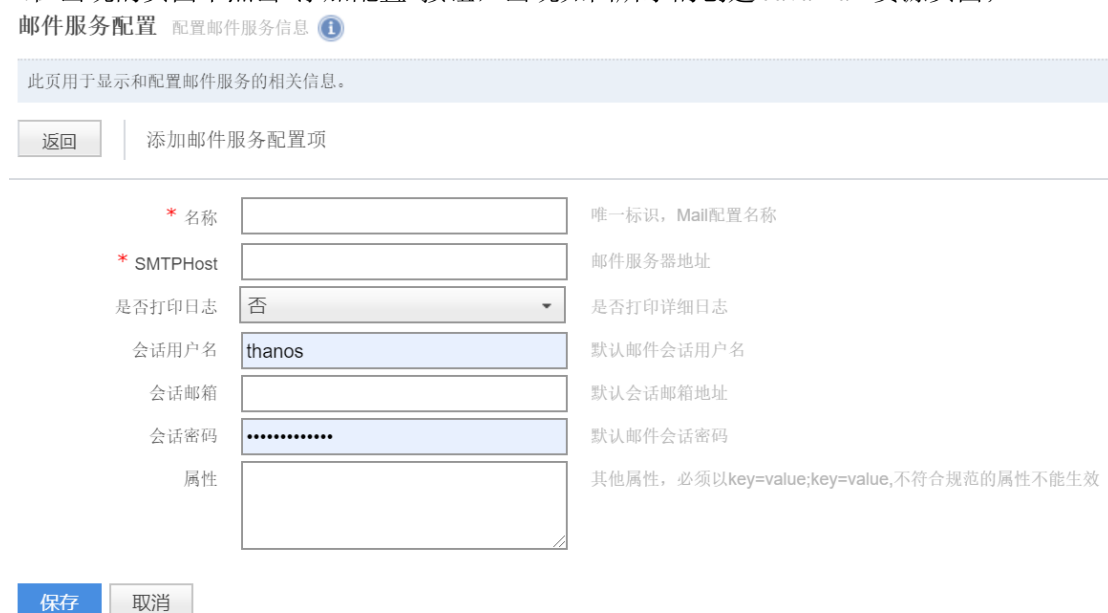 邮件服务配置 配置邮件服务信息
此页用于显示和配置邮件服务的相关信息。
返回 添加邮件服务配置项
* 名称 唯一标识，Mail配置名称
* SMTPHost 邮件服务器地址
是否打印日志 否 是否打印详细日志
会话用户名 thanos 默认邮件会话用户名
会话邮箱 默认会话邮箱地址
会话密码 ••••••••••••• 默认邮件会话密码
属性 其他属性，必须以key=value;key=value,不符合规范的属性不能生效
保存 取消